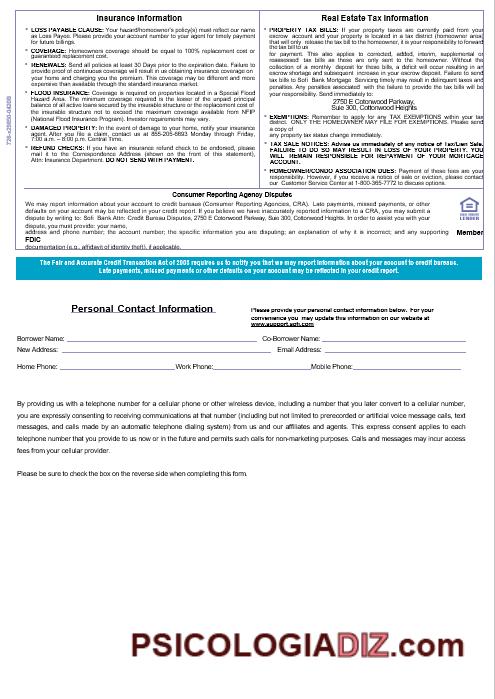 Insurance Information
LOSS PAYABLE CLAUSE: Your hazard/homeowner's policy(s) must reflect our name
as Loss Payee. Please provide your account number to your agent for timely payment
for future billings.
COVERAGE: Homeowners coverage should be equal to 100% replacement cost or
guaranteed replacement cost.
RENEWALS: Send all policies at least 30 Days prior to the expiration date. Failure to
provide proof of continuous coverage will result in us obtaining insurance coverage on
your home and charging you the premium. This coverage may be different and more
expensive than available through the standard insurance market.
FLOOD INSURANCE: Coverage is required on properties located in a Special Flood
Hazard Area. The minimum coverage required is the lesser of the unpaid principal
balance of all active loans secured by the insurable structure or the replacement cost of
the insurable structure not to exceed the maximum coverage available from NFIP
(National Flood Insurance Program). Investor requirements may vary.
DAMAGED PROPERTY: In the event of damage to your home, notify your insurance
agent. After you file a claim, contact us at 855-205-6893 Monday through Friday,
7:00 a.m. – 8:00 p.m. Central Time.
REFUND CHECKS: If you have an insurance refund check to be endorsed, please
mail it to the Correspondence Address (shown on the front of this statement),
Attn: Insurance Department. DO NOT SEND WITH PAYMENT.
Real Estate Tax Information
PROPERTY TAX BILLS: If your property taxes are currently paid from your
escrow account and your property is located in a tax district (homeowner area)
that will only release the tax bill to the homeowner, it is your responsibility to forward
the tax bill to us
for payment. This also applies to corrected, added, interim, supplemental or
reassessed tax bills as these are only sent to the homeowner. Without the
collection of a monthly deposit for these bills, a deficit will occur resulting in an
escrow shortage and subsequent increase in your escrow deposit. Failure to send
tax bills to Sofi Bank Mortgage Servicing timely may result in delinquent taxes and
penalties. Any penalties associated with failure to provide the tax bills to us will be
your responsibility. Send immediately to:
2750 E Cotonwood Parkway,
Suie 300, Cottonwood Heights
EXEMPTIONS: Remember to apply for any TAX EXEMPTIONS within your tax
district. ONLY THE HOMEOWNER MAY FILE FOR EXEMPTIONS. Please send
a copy of
any property tax status change immediately.
TAX SALE NOTICES: Advise us immediately of any notice of Tax/Lien Sale.
FAILURE TO DO SO MAY RESULT IN LOSS OF YOUR PROPERTY. YOU
WILL REMAIN RESPONSIBLE FOR REPAYMENT OF YOUR MORTGAGE
ACCOUNT.
HOMEOWNER/CONDO ASSOCIATION DUES: Payment of these fees are your
responsibility. However, if you receive a notice of sale or eviction, please contact
our Customer Service Center at 1-800-365-7772 to discuss options.
Consumer Reporting Agency Disputes
We may report information about your account to credit bureaus (Consumer Reporting Agencies, CRA). Late payments, missed payments, or other
defaults on your account may be reflected in your credit report. If you believe we have inaccurately reported information to a CRA, you may submit a
dispute by writing to: Sofi Bank Attn: Credit Bureau Disputes, 2750 E Cotonwood Parkway, Suie 300, Cottonwood Heights. In order to assist you with your
dispute, you must provide: your name,
address and phone number; the account number; the specific information you are disputing; an explanation of why it is incorrect; and any supporting Member
FDIC
documentation (e.g., affidavit of identity theft), if applicable.
LENDER
The Fair and Accurate Credit Transaction Act of 2003 requires us to notify you that we may report information about your account to credit bureaus.
Late payments, missed payments or other defaults on your account may be reflected in your credit report.
Personal Contact Information
Please provide your personal contact information below. For your
convenience you may update this information on our website at
www.support.sofi.com
Borrower Name: Co-Borrower Name:
New Address: Email Address:
Home Phone: Work Phone: Mobile Phone:
By providing us with a telephone number for a cellular phone or other wireless device, including a number that you later convert to a cellular number,
you are expressly consenting to receiving communications at that number (including but not limited to prerecorded or artificial voice message calls, text
messages, and calls made by an automatic telephone dialing system) from us and our affiliates and agents. This express consent applies to each
telephone number that you provide to us now or in the future and permits such calls for non-marketing purposes. Calls and messages may incur access
fees from your cellular provider.
Please be sure to check the box on the reverse side when completing this form.
PSICOLOGIADIZ.com